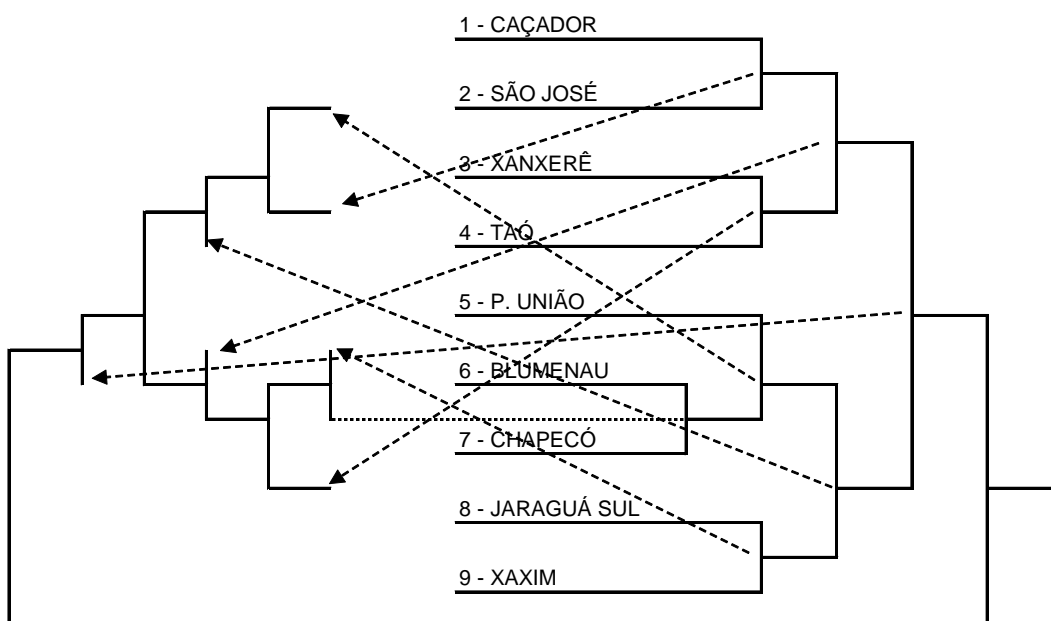 1 - CAÇADOR
2 - SÃO JOSÉ
3 - XANXERÊ
4 - TAÓ
5 - P. UNIÃO
6 - BLUMENAU
7 - CHAPECÓ
8 - JARAGUÁ SUL
9 - XAXIM